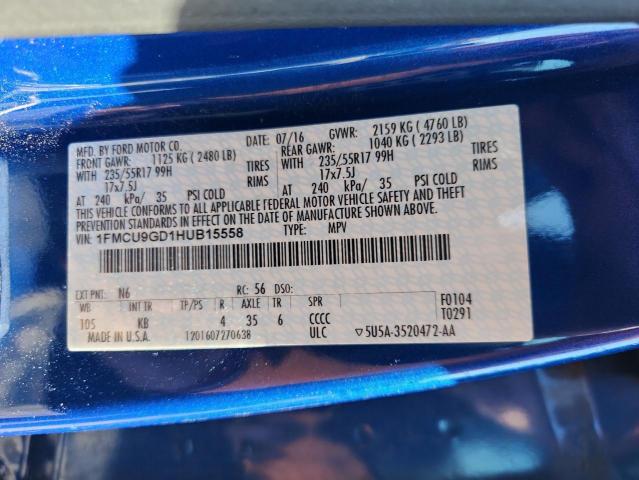 MFD. BY FORD MOTOR CO. DATE: 07/16 GVWR: 2159 KG ( 4760 LB)
FRONT GAWR: 1125 KG ( 2480 LB) REAR GAWR: 1040 KG ( 2293 LB)
WITH 235/55R17 99H TIRES WITH 235/55R17 99H TIRES
17x7.5J RIMS 17x7.5J RIMS
AT 240 kPa/ 35 PSI COLD AT 240 kPa/ 35 PSI COLD
THIS VEHICLE CONFORMS TO ALL APPLICABLE FEDERAL MOTOR VEHICLE SAFETY AND THEFT
PREVENTION STANDARDS IN EFFECT ON THE DATE OF MANUFACTURE SHOWN ABOVE.
VIN: 1FMCU9GD1HUB15558 TYPE: MPV
EXT PNT: N6 RC: 56 DSO: F0104
WB INT TR TP/PS R AXLE TR SPR T0291
105 KB 4 35 6 CCCC
MADE IN U.S.A. 1201607270638 ULC ▽5U5A-3520472-AA